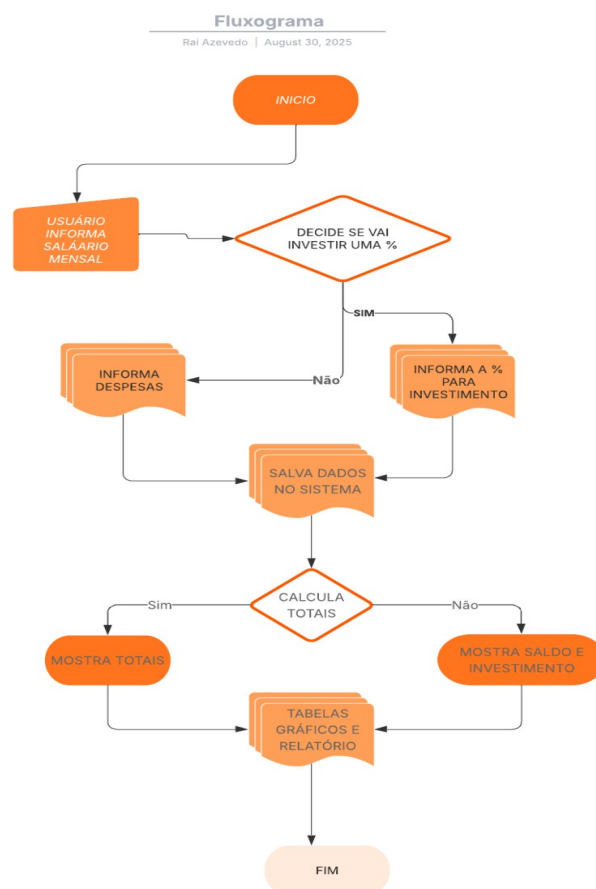 Fluxograma
Rai Azevedo | August 30, 2025
INICIO
USUÁRIO
INFORMA
SALÁARIO
MENSAL
DECIDE SE VAI
INVESTIR UMA %
SIM
Não
INFORMA
DESPESAS
INFORMA A %
PARA
INVESTIMENTO
SALVA DADOS
NO SISTEMA
CALCULA
TOTAIS
Sim
Não
MOSTRA TOTAIS
MOSTRA SALDO E
INVESTIMENTO
TABELAS
GRÁFICOS E
RELATÓRIO
FIM